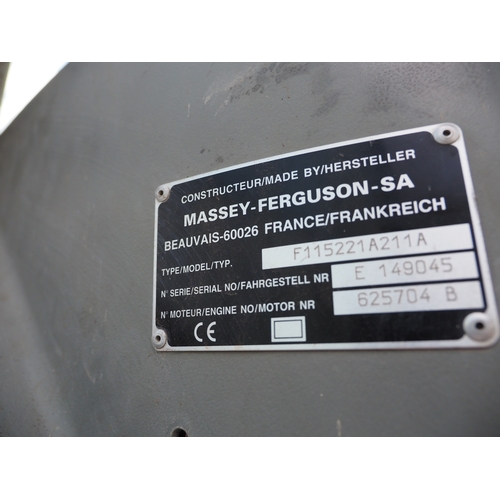 CONSTRUCTEUR/MADE BY/HERSTELLER
MASSEY-FERGUSON-SA
BEAUVAIS-60026 FRANCE/FRANKREICH
TYPE/MODEL/TYP. F115221A211A
N° SERIE/SERIAL NO/FAHRGESTELL NR E 149045
N° MOTEUR/ENGINE NO/MOTOR NR 625704 B
CE